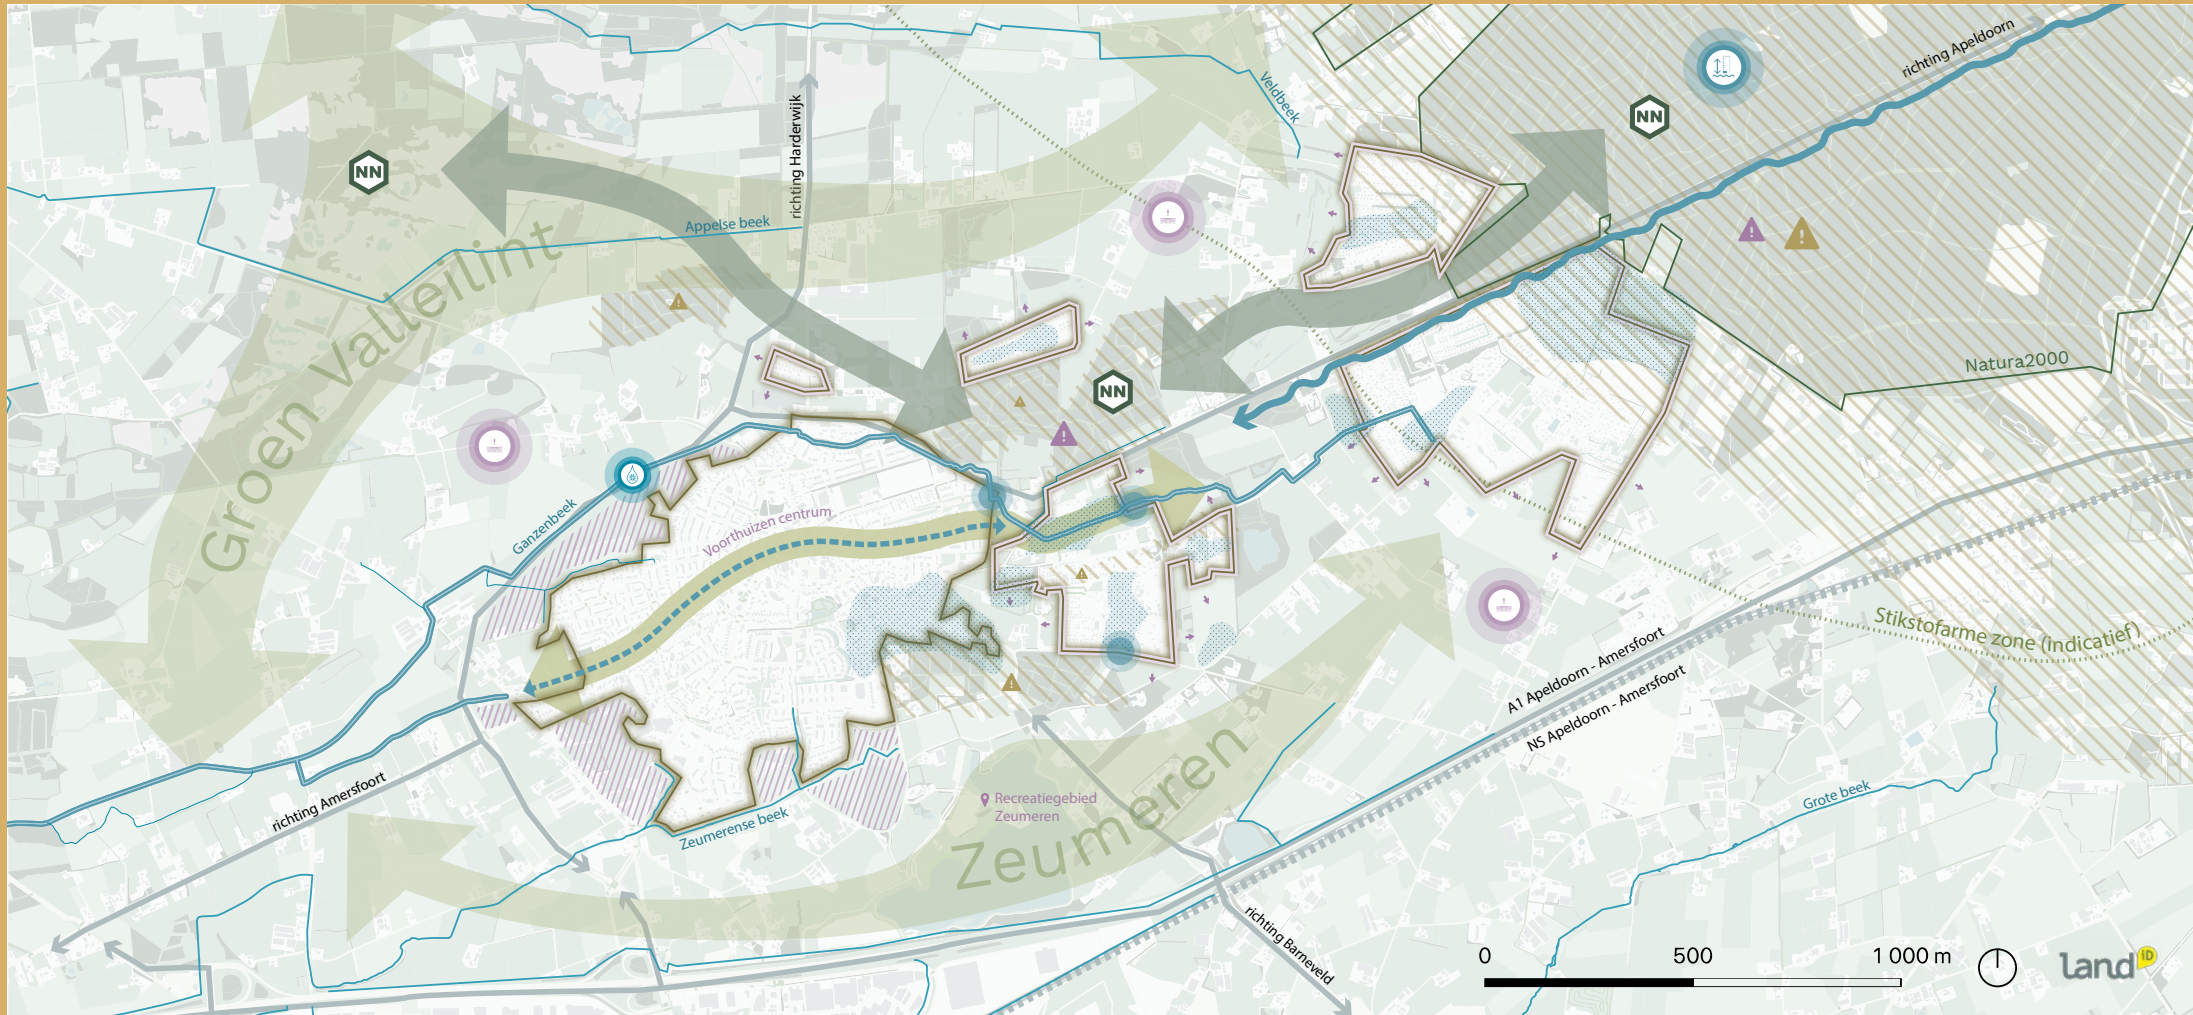 richting Apeldoorn
Veldbeek
NN
richting Harderwijk
NN
Appelse beek
Groen Valleilint
Natura2000
NN
Voorthuizen centrum
Ganzenbeek
Stikstofarme zone (indicatief)
A1 Apeldoorn - Amersfoort
NS Apeldoorn - Amersfoort
Zeumeren
richting Amersfoort
Recreatiegebied
Zeumeren
Zeumerense beek
Grote beek
richting Barneveld
0 500 1 000 m
land iD